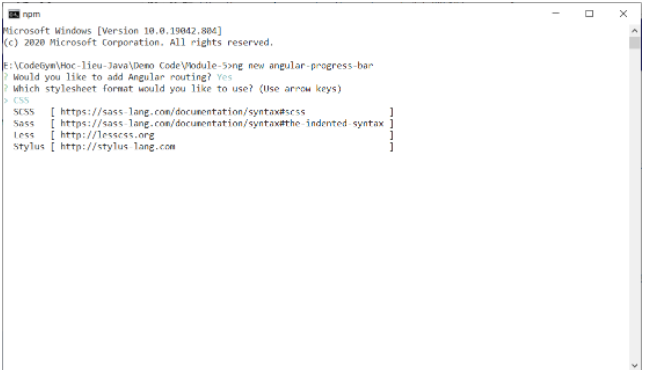 npm
Microsoft Windows [Version 10.0.19042.804]
(c) 2020 Microsoft Corporation. All rights reserved.
E:\CodeGym\Hoc-lieu-Java\Demo Code\Module-5>ng new angular-progress-bar
? Would you like to add Angular routing? Yes
? Which stylesheet format would you like to use? (Use arrow keys)
> CSS
SCSS [ https://sass-lang.com/documentation/syntax#scss ]
Sass [ https://sass-lang.com/documentation/syntax#the-indented-syntax ]
Less [ http://lesscss.org ]
Stylus [ http://stylus-lang.com ]